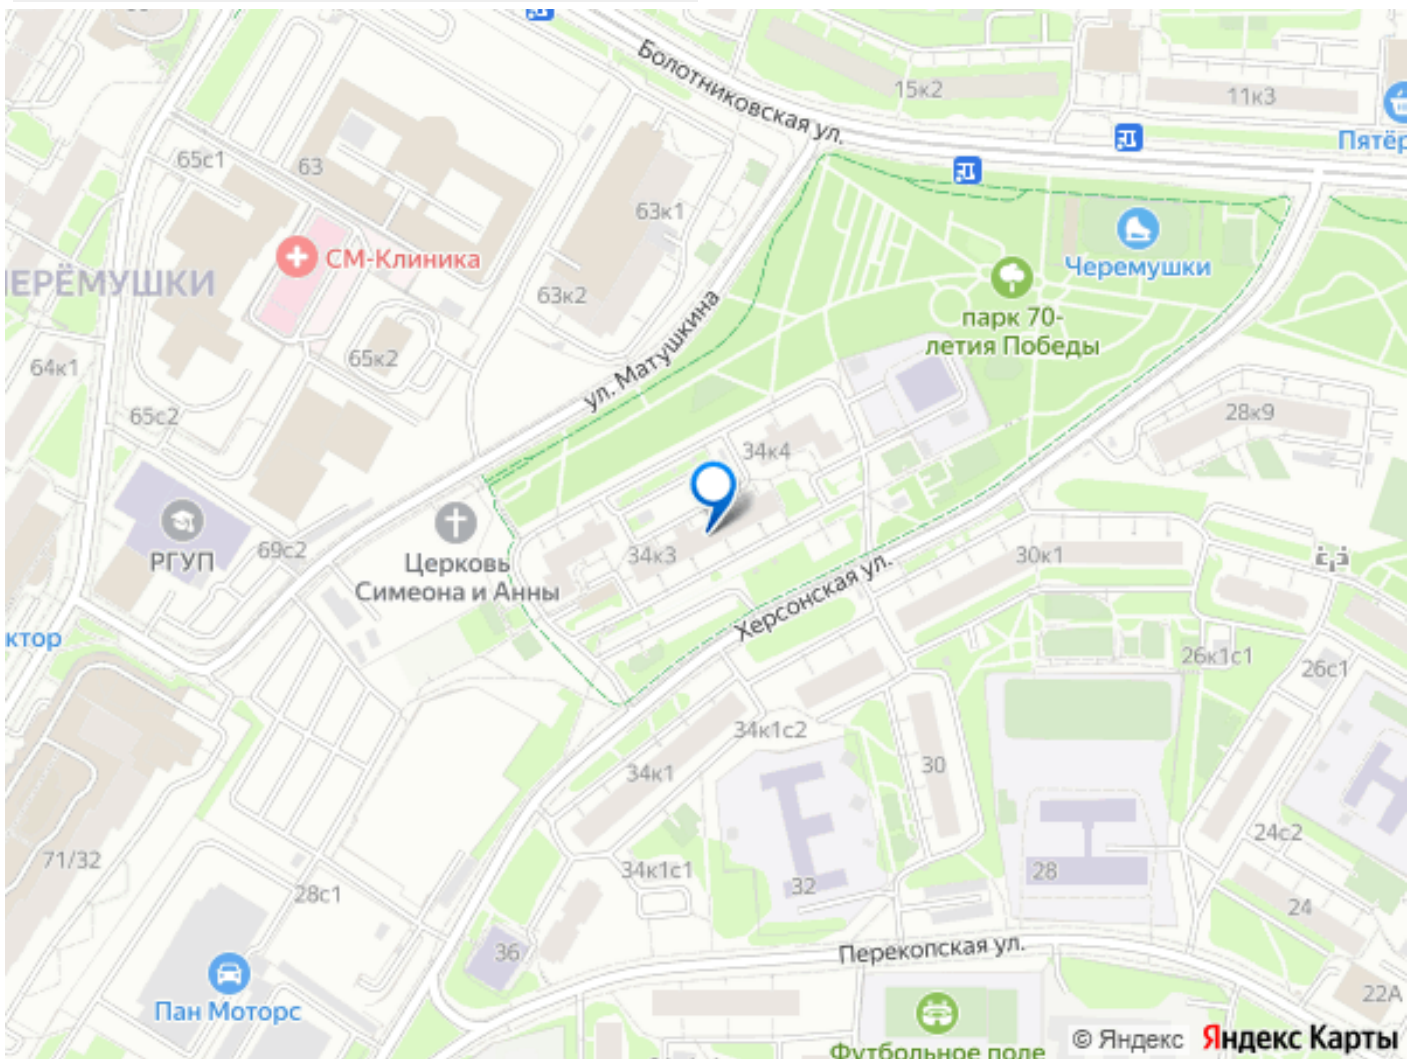 Болотниковская ул.
15к2
11к3
Пятёр
65с1
63
63к1
СМ-Клиника
ЕРЁМУШКИ
63к2
Черемушки
парк 70-
летия Победы
ул. Матушкина
65к2
64к1
65с2
28к9
34к4
РГУП
69с2
Церковь
Симеона и Анны
34к3
Херсонская ул.
30к1
ктор
26к1с1
26с1
34к1с2
34к1
30
24с2
71/32
34к1с1
32
28
28с1
24
36
Перекопская ул.
22А
Пан Моторс
Футбольное поле
© Яндекс Яндекс Карты